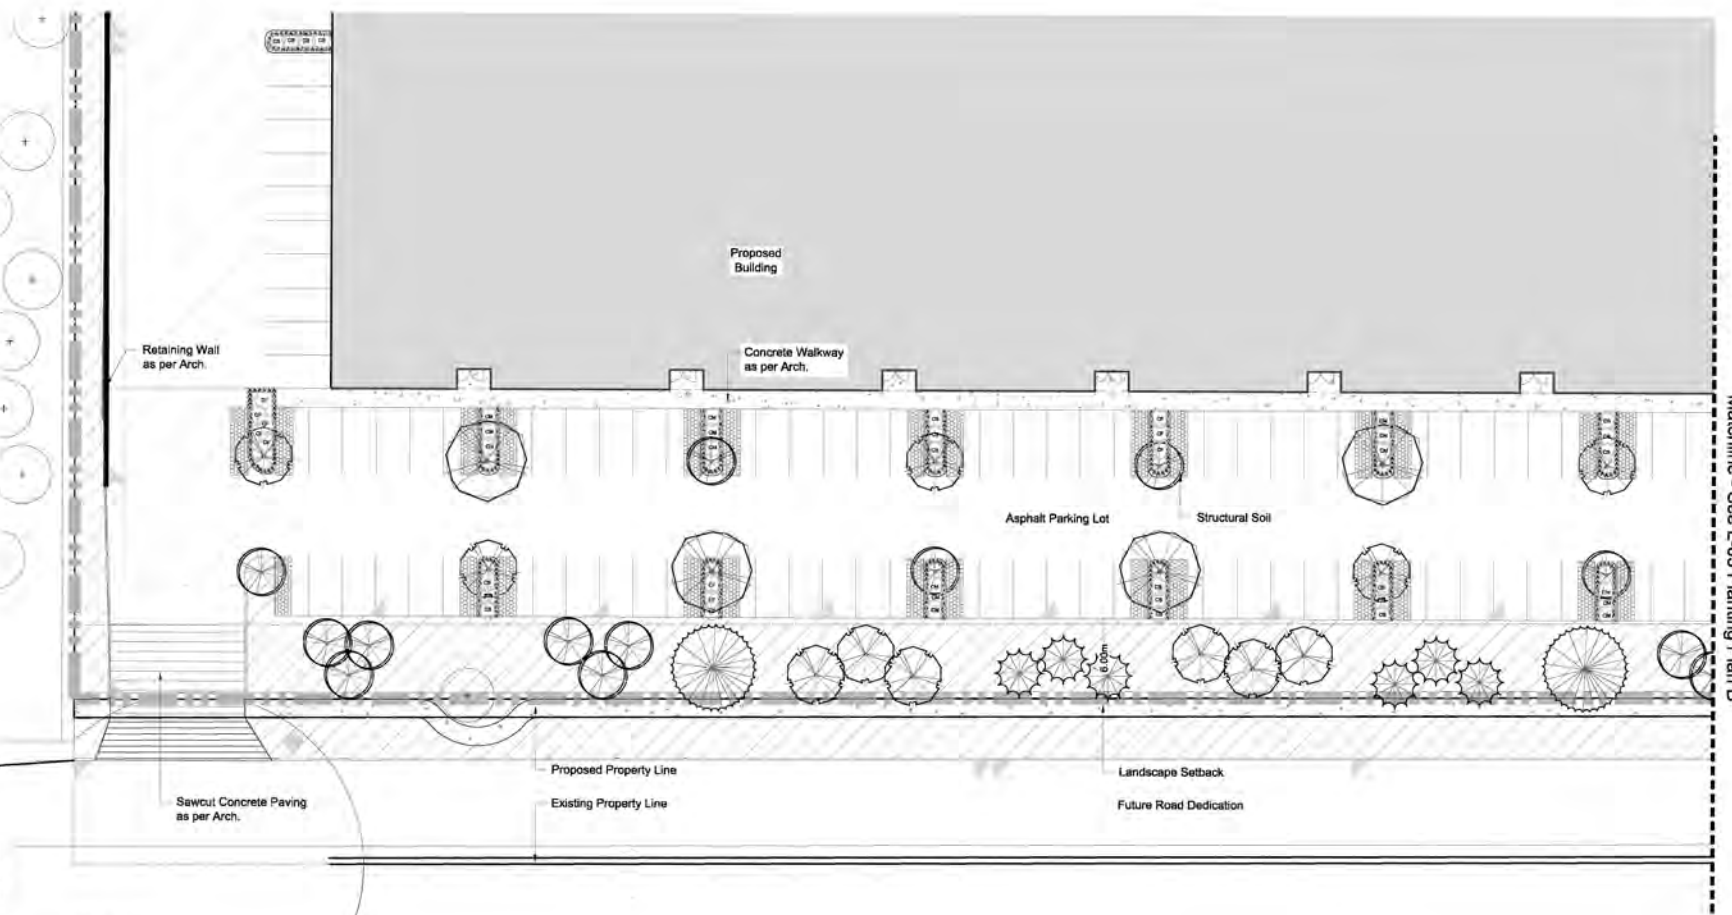 Proposed
Building
Retaining Wall
as per Arch.
Concrete Walkway
as per Arch.
Asphalt Parking Lot
Structural Soil
6.00m
Proposed Property Line
Landscape Setback
Sawcut Concrete Paving
as per Arch.
Existing Property Line
Future Road Dedication